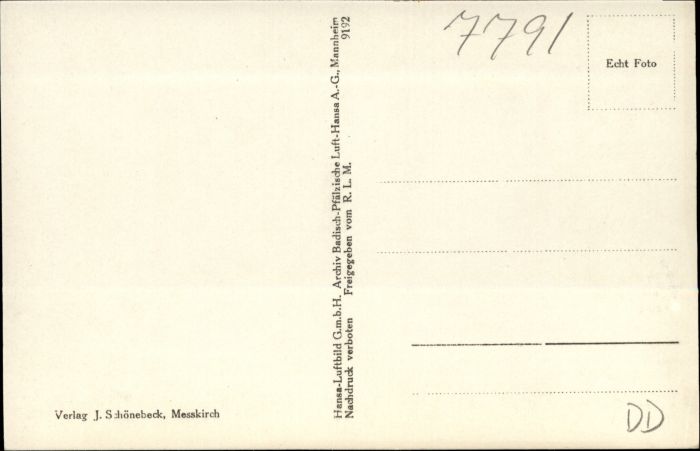 7791
Echt Foto
Hansa-Luftbild G.m.b.H. Archiv Badisch-Pfälzische Luft-Hansa A.-G., Mannheim
Nachdruck verboten Freigegeben vom R. L. M. 9192
Verlag J. Schönebeck, Messkirch
DD